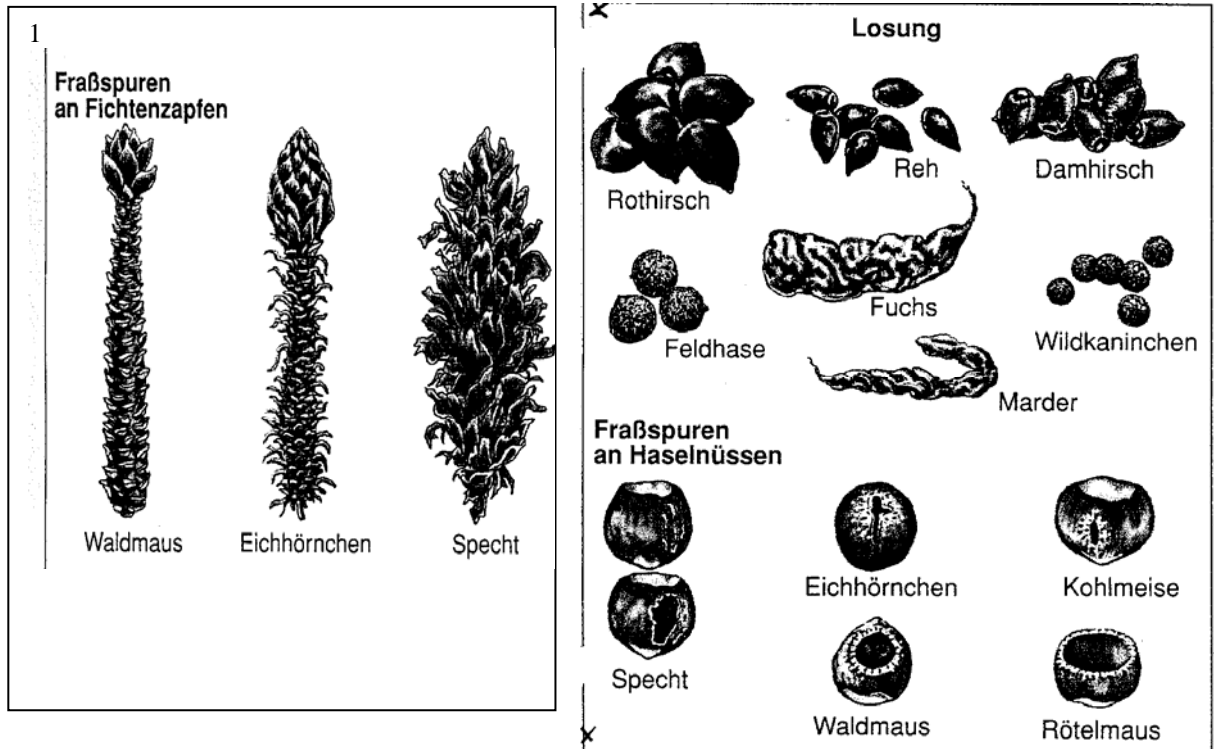 1
Fraßspuren
an Fichtenzapfen
Waldmaus
Eichhörnchen
Specht
Losung
Rothirsch
Reh
Damhirsch
Fuchs
Feldhase
Wildkaninchen
Marder
Fraßspuren
an Haselnüssen
Specht
Eichhörnchen
Kohlmeise
Waldmaus
Rötelmaus